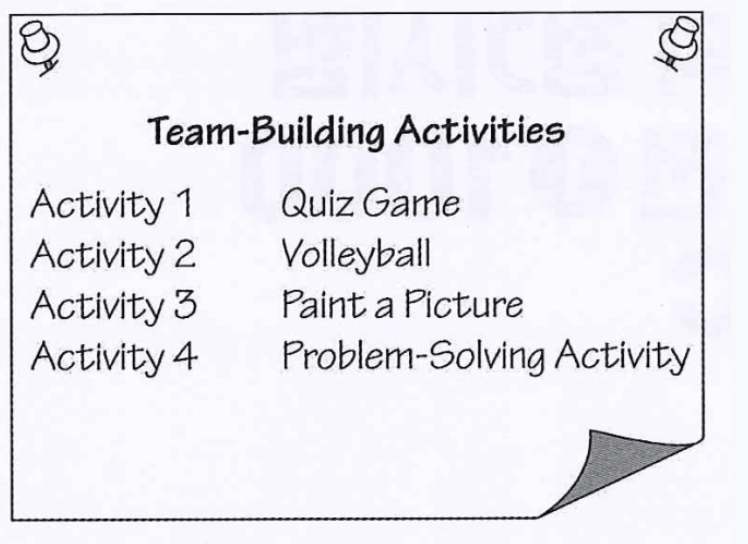 Team-Building Activities
Activity 1 Quiz Game
Activity 2 Volleyball
Activity 3 Paint a Picture
Activity 4 Problem-Solving Activity